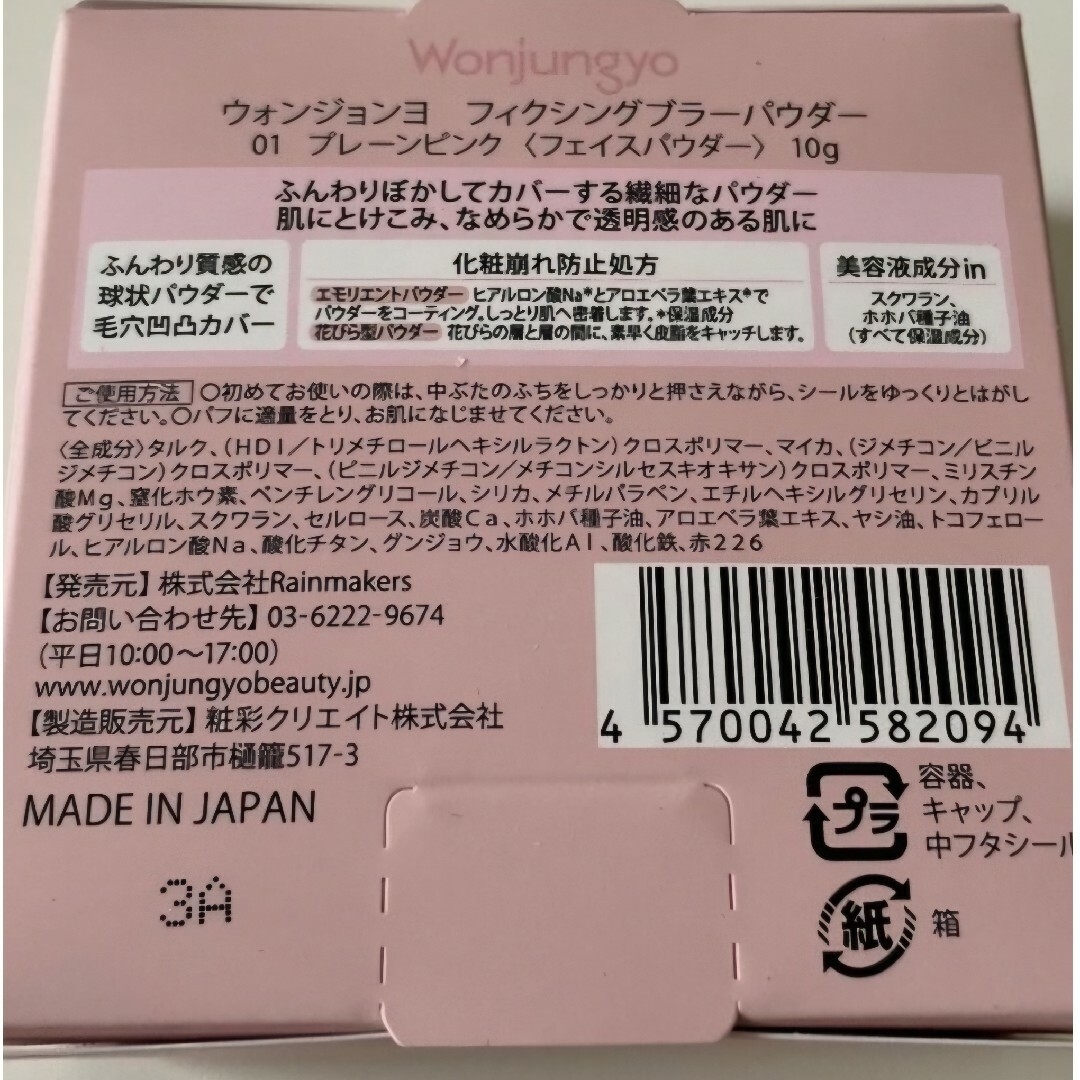 Wonjungyo
ウォンジョンヨ フィクシングブラーパウダー
01 プレーンピンク〈フェイスパウダー〉 10g
ふんわりぼかしてカバーする繊細なパウダー
肌にとけこみ、なめらかで透明感のある肌に
ふんわり質感の
球状パウダーで
毛穴凹凸カバー
化粧崩れ防止処方
エモリエントパウダー ヒアルロン酸Na*とアロエベラ葉エキス*で
パウダーをコーティング。しっとり肌へ密着します。*保湿成分
花びら型パウダー 花びらの層と層の間に、素早く皮脂をキャッチします。
美容液成分in
スクワラン、
ホホバ種子油
(すべて保湿成分)
ご使用方法 〇初めてお使いの際は、中ぶたのふちをしっかりと押さえながら、シールをゆっくりとはがし
てください。〇パフに適量をとり、お肌になじませてください。
〈全成分〉タルク、(HDI/トリメチロールヘキシルラクトン)クロスポリマー、マイカ、(ジメチコン/ビニル
ジメチコン)クロスポリマー、(ビニルジメチコン/メチコンシルセスキオキサン)クロスポリマー、ミリスチン
酸Mg、窒化ホウ素、ペンチレングリコール、シリカ、メチルパラベン、エチルヘキシルグリセリン、カプリル
酸グリセリル、スクワラン、セルロース、炭酸Ca、ホホバ種子油、アロエベラ葉エキス、ヤシ油、トコフェロー
ル、ヒアルロン酸Na、酸化チタン、グンジョウ、水酸化Al、酸化鉄、赤226
【発売元】株式会社Rainmakers
【お問い合わせ先】03-6222-9674
(平日10:00〜17:00)
www.wonjungyobeauty.jp
【製造販売元】粧彩クリエイト株式会社
埼玉県春日部市樋籠517-3
MADE IN JAPAN
3A
4 570042 582094
プラ
容器、
キャップ、
中フタシール
紙
箱